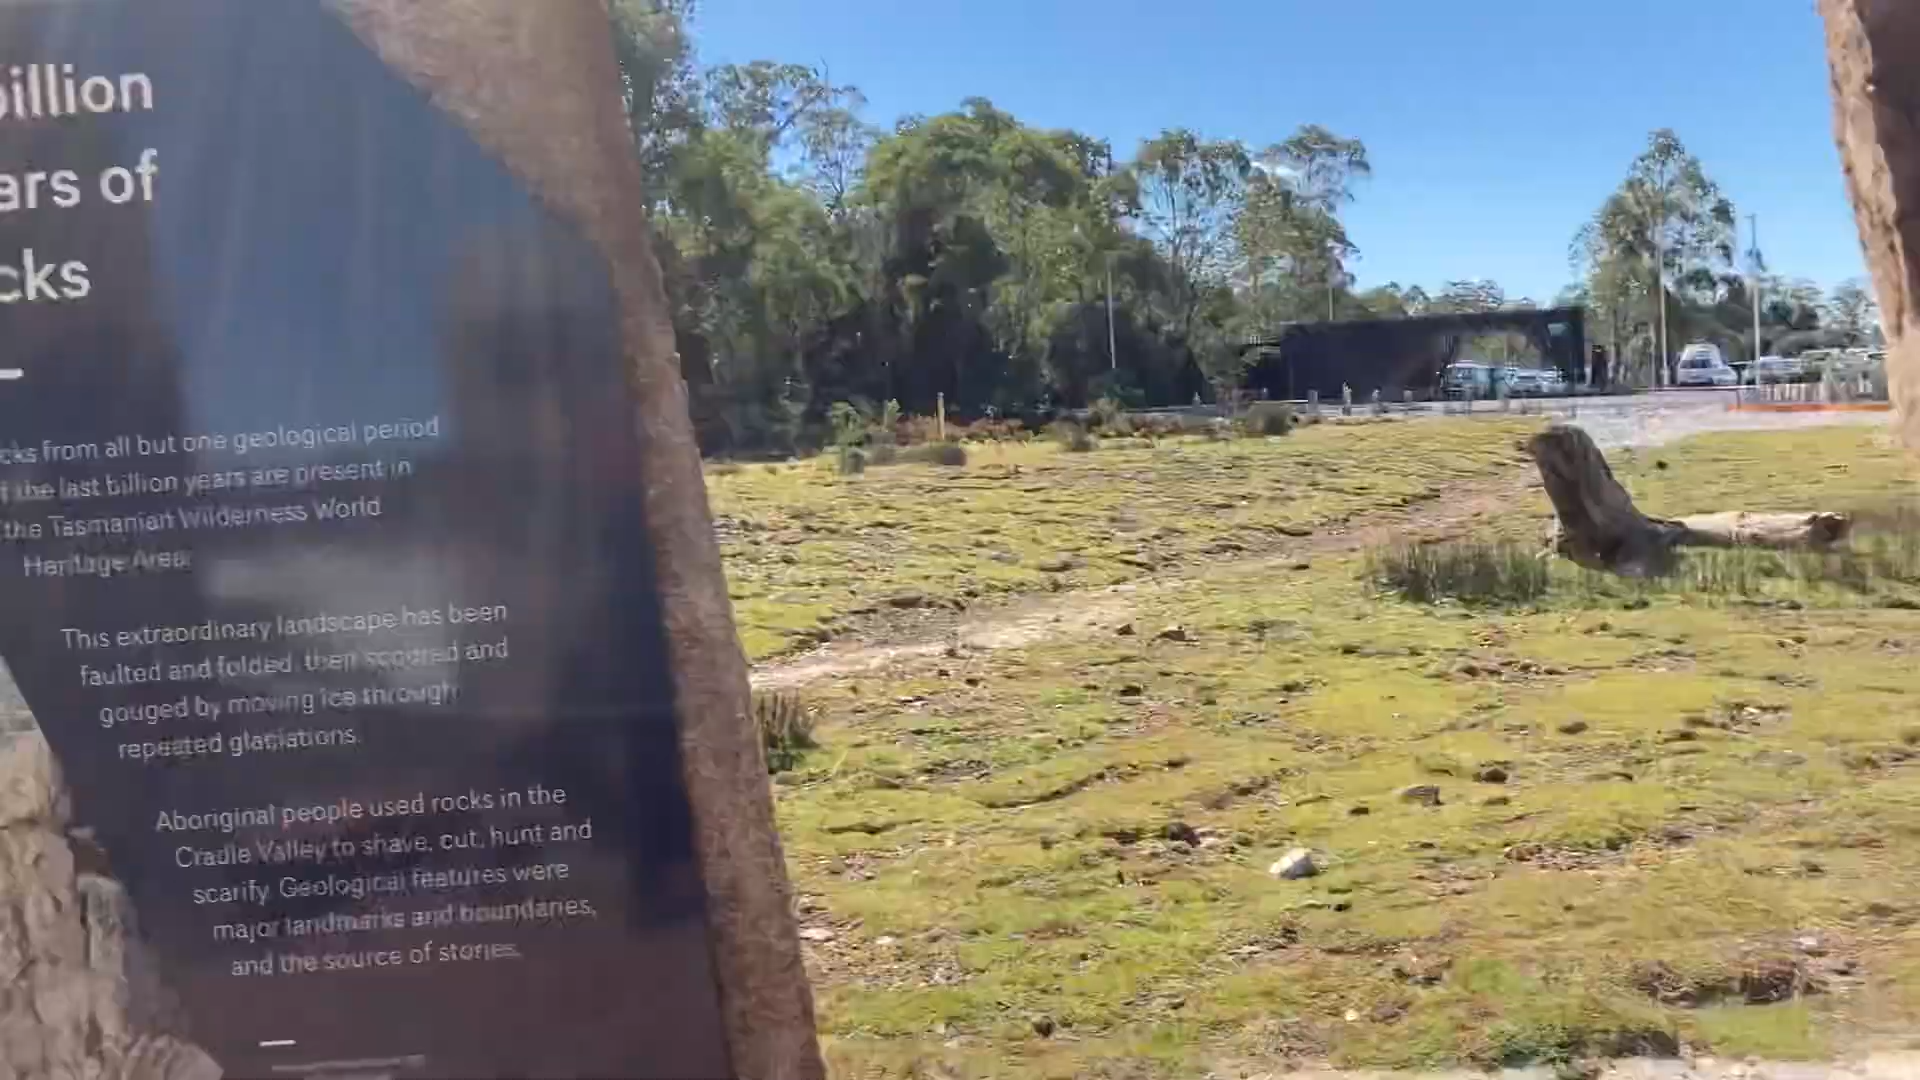 billion
ars of
cks
cks from all but one geological period
f the last billion years are present in
the Tasmanian Wilderness World
Heritage Area.
This extraordinary landscape has been
faulted and folded, then scoured and
gouged by moving ice through
repeated glaciations.
Aboriginal people used rocks in the
Cradle Valley to shave, cut, hunt and
scarify. Geological features were
major landmarks and boundaries,
and the source of stories.